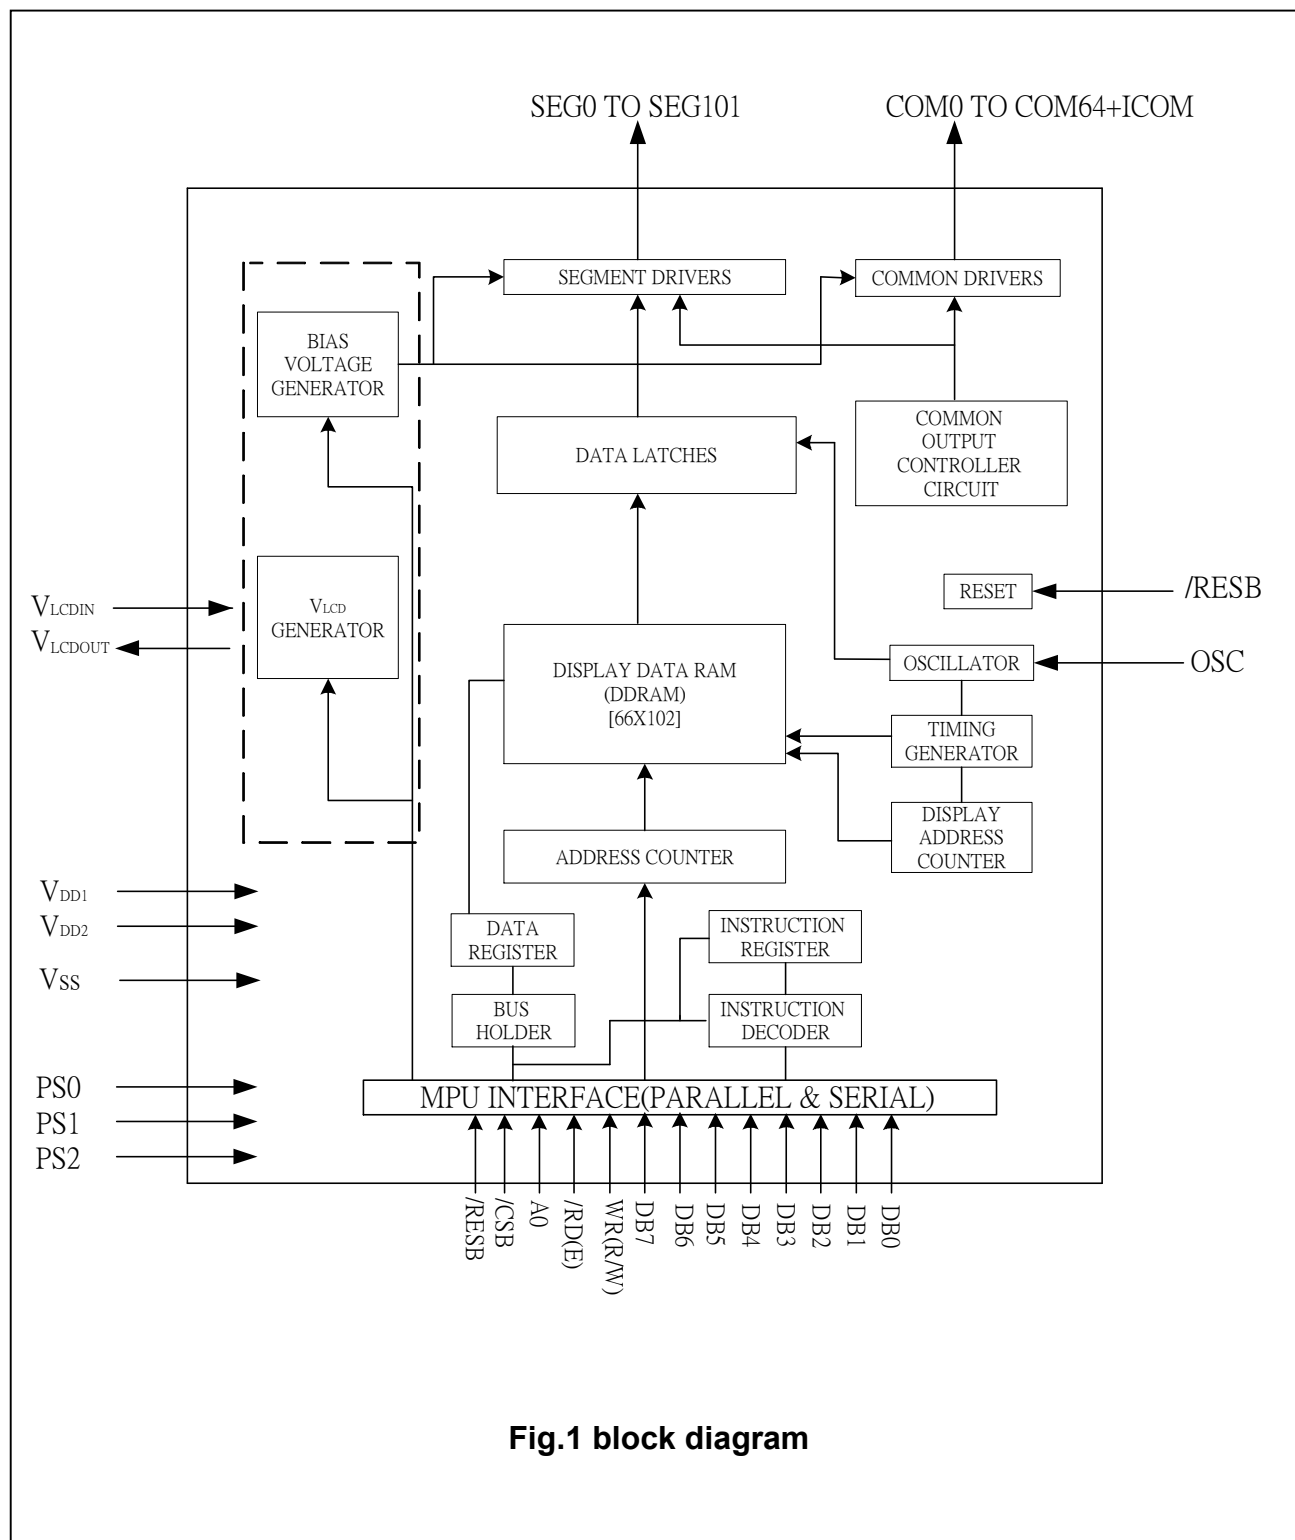 SEG0 TO SEG101
COM0 TO COM64+ICOM
SEGMENT DRIVERS
COMMON DRIVERS
BIAS
VOLTAGE
GENERATOR
COMMON
OUTPUT
CONTROLLER
CIRCUIT
DATA LATCHES
VLCD
GENERATOR
RESET
/RESB
VLCDIN
VLCDOUT
OSCILLATOR
OSC
DISPLAY DATA RAM
(DDRAM)
[66X102]
TIMING
GENERATOR
DISPLAY
ADDRESS
COUNTER
ADDRESS COUNTER
VDD1
VDD2
VSS
DATA
REGISTER
INSTRUCTION
REGISTER
BUS
HOLDER
INSTRUCTION
DECODER
PS0
PS1
PS2
MPU INTERFACE(PARALLEL & SERIAL)
/RESB
/CSB
A0
/RD(E)
WR(R/W)
DB7
DB6
DB5
DB4
DB3
DB2
DB1
DB0
Fig.1 block diagram